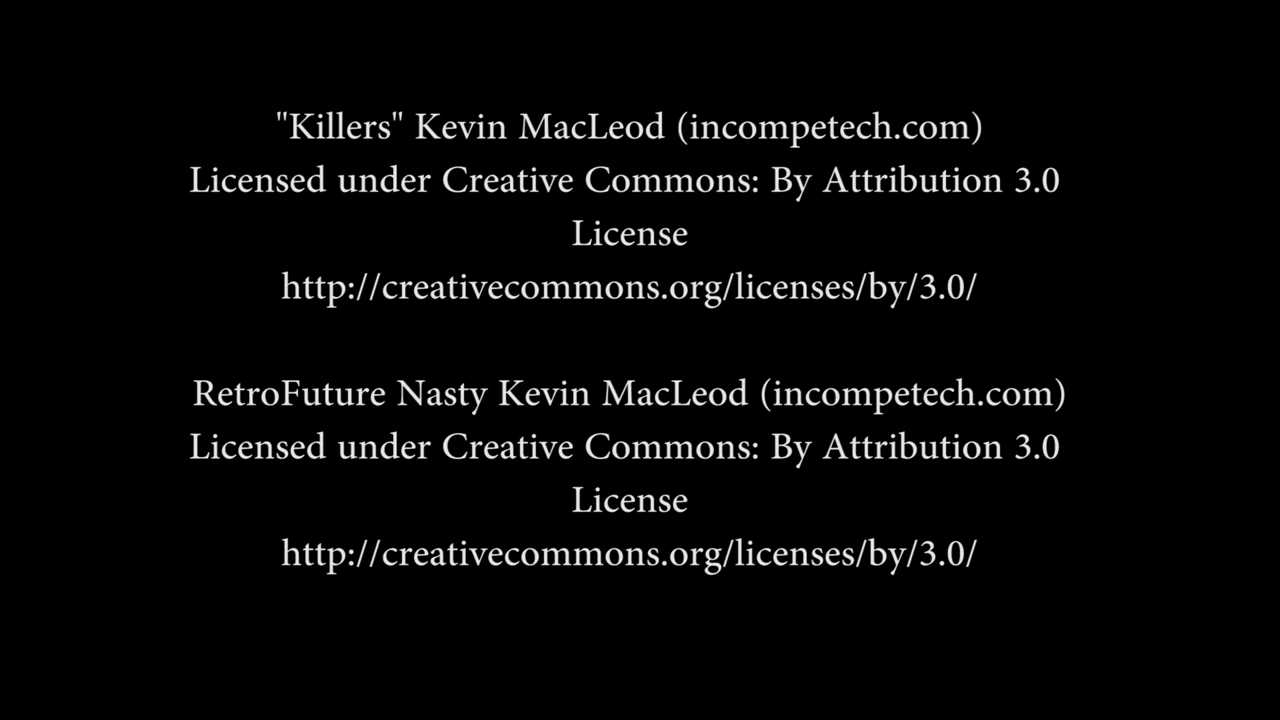 "Killers" Kevin MacLeod (incompetech.com)
Licensed under Creative Commons: By Attribution 3.0
License
http://creativecommons.org/licenses/by/3.0/
RetroFuture Nasty Kevin MacLeod (incompetech.com)
Licensed under Creative Commons: By Attribution 3.0
License
http://creativecommons.org/licenses/by/3.0/